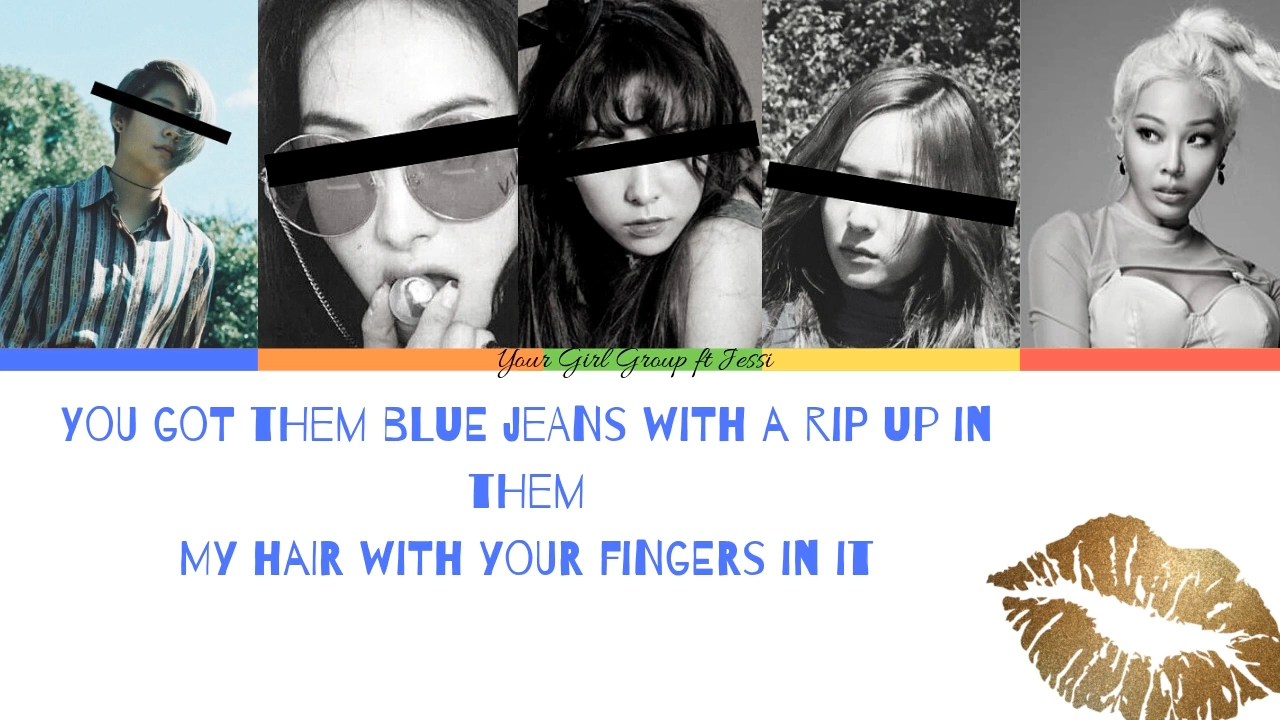 Your Girl Group ft Jessi
YOU GOT THEM BLUE JEANS WITH A RIP UP IN
THEM
MY HAIR WITH YOUR FINGERS IN IT